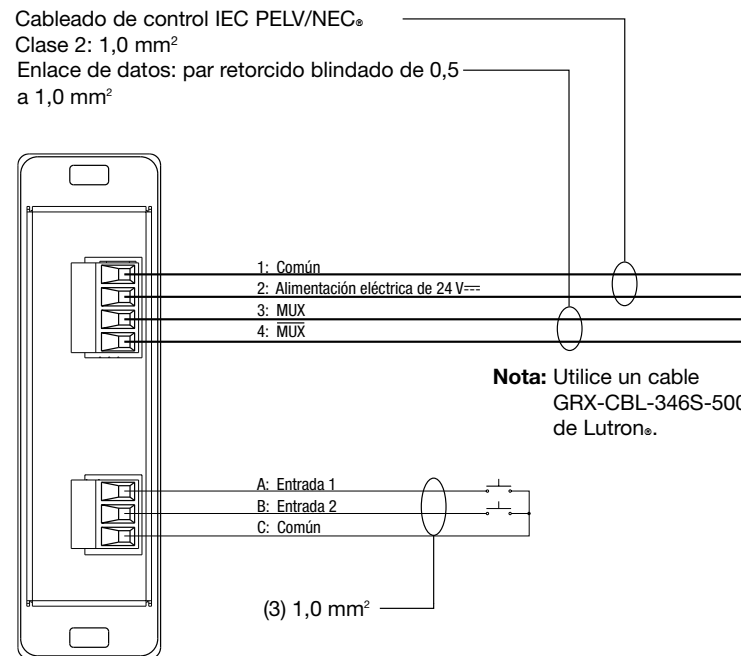 Cableado de control IEC PELV/NEC®
Clase 2: 1,0 mm²
Enlace de datos: par retorcido blindado de 0,5
a 1,0 mm²
1: Común
2: Alimentación eléctrica de 24 V⎓
3: MUX
4: M̅U̅X̅
Nota: Utilice un cable
GRX-CBL-346S-500
de Lutron®.
A: Entrada 1
B: Entrada 2
C: Común
(3) 1,0 mm²